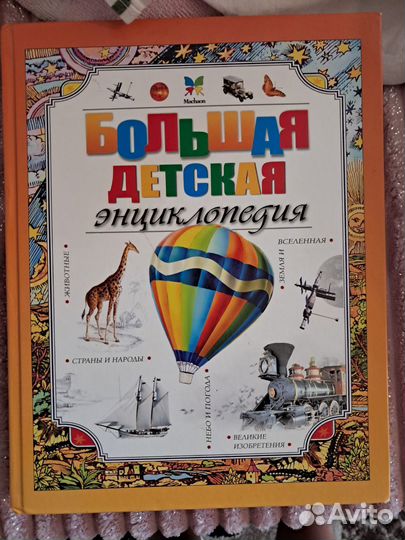 Machaon
БОЛЬШАЯ
ДЕТСКАЯ
энциклопедия
ЖИВОТНЫЕ
СТРАНЫ И НАРОДЫ
НЕБО И ПОГОДА
ВЕЛИКИЕ
ИЗОБРЕТЕНИЯ
ЗЕМЛЯ И
ВСЕЛЕННАЯ
Avito